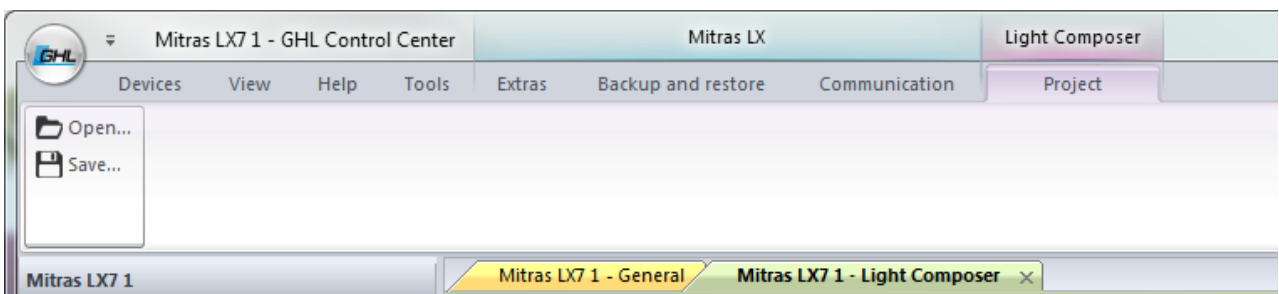 GHL Mitras LX7 1 - GHL Control Center Mitras LX Light Composer
Devices View Help Tools Extras Backup and restore Communication Project
Open...
Save...
Mitras LX7 1 Mitras LX7 1 - General Mitras LX7 1 - Light Composer